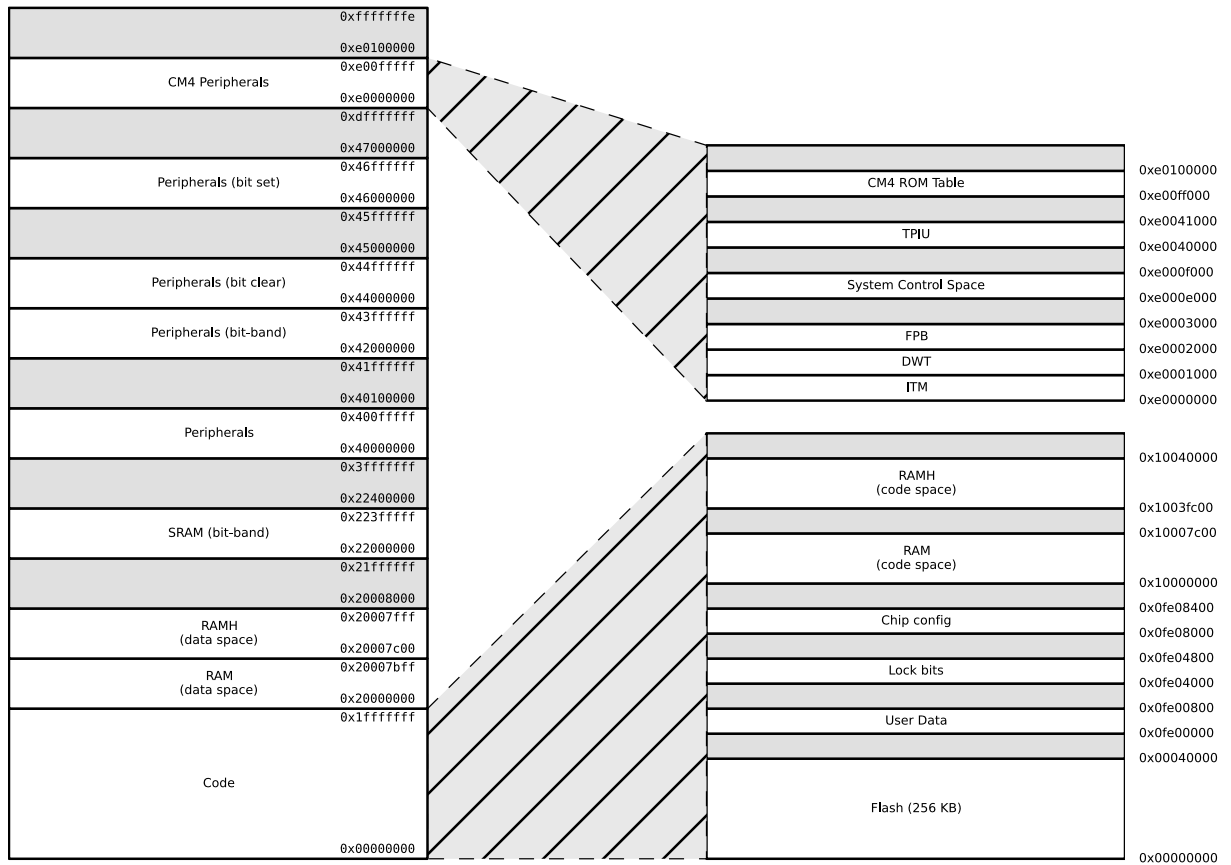 0xfffffffe
0xe0100000
CM4 Peripherals
0xe00fffff
0xe0000000
0xdfffffff
0x47000000
Peripherals (bit set)
0x46ffffff
0x46000000
0x45ffffff
0x45000000
Peripherals (bit clear)
0x44ffffff
0x44000000
Peripherals (bit-band)
0x43ffffff
0x42000000
0x41ffffff
0x40100000
Peripherals
0x400fffff
0x40000000
0x3fffffff
0x22400000
SRAM (bit-band)
0x223fffff
0x22000000
0x21ffffff
0x20008000
RAMH
(data space)
0x20007fff
0x20007c00
RAM
(data space)
0x20007bff
0x20000000
0x1fffffff
Code
0x00000000
0xe0100000
CM4 ROM Table
0xe00ff000
0xe0041000
TPIU
0xe0040000
0xe000f000
System Control Space
0xe000e000
0xe0003000
FPB
0xe0002000
DWT
0xe0001000
ITM
0xe0000000
0x10040000
RAMH
(code space)
0x1003fc00
0x10007c00
RAM
(code space)
0x10000000
0x0fe08400
Chip config
0x0fe08000
0x0fe04800
Lock bits
0x0fe04000
0x0fe00800
User Data
0x0fe00000
0x00040000
Flash (256 KB)
0x00000000